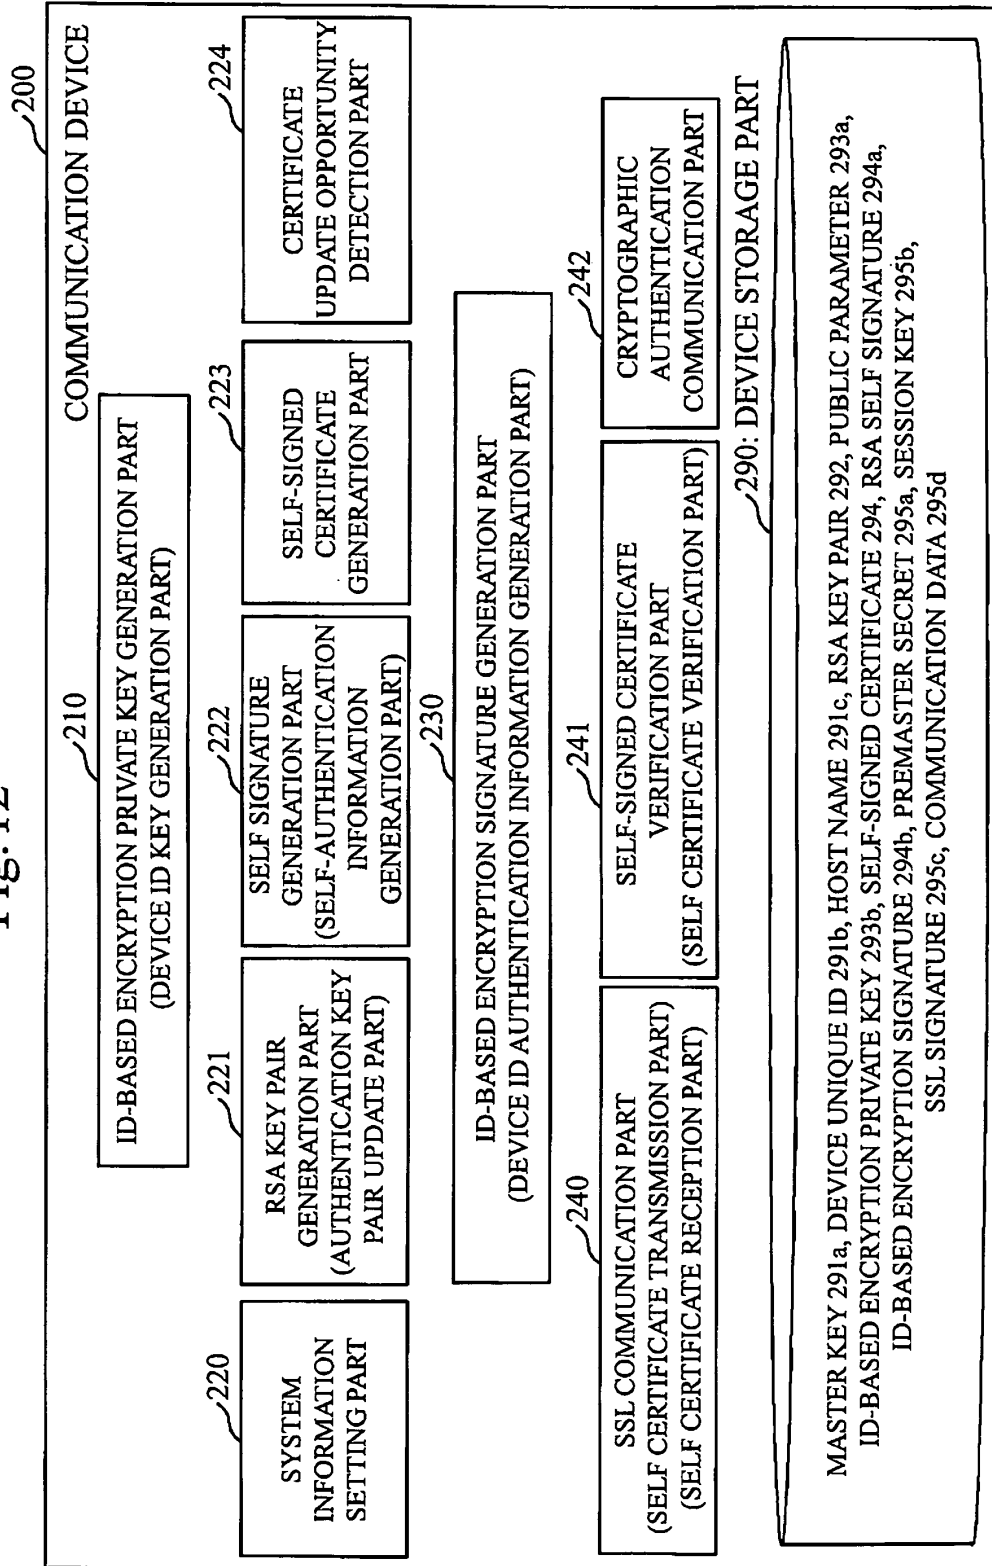 Fig. 12
200
COMMUNICATION DEVICE
210
ID-BASED ENCRYPTION PRIVATE KEY GENERATION PART
(DEVICE ID KEY GENERATION PART)
220
SYSTEM
INFORMATION
SETTING PART
221
RSA KEY PAIR
GENERATION PART
(AUTHENTICATION KEY
PAIR UPDATE PART)
222
SELF SIGNATURE
GENERATION PART
(SELF-AUTHENTICATION
INFORMATION
GENERATION PART)
223
SELF-SIGNED
CERTIFICATE
GENERATION PART
224
CERTIFICATE
UPDATE OPPORTUNITY
DETECTION PART
230
ID-BASED ENCRYPTION SIGNATURE GENERATION PART
(DEVICE ID AUTHENTICATION INFORMATION GENERATION PART)
240
SSL COMMUNICATION PART
(SELF CERTIFICATE TRANSMISSION PART)
(SELF CERTIFICATE RECEPTION PART)
241
SELF-SIGNED CERTIFICATE
VERIFICATION PART
(SELF CERTIFICATE VERIFICATION PART)
242
CRYPTOGRAPHIC
AUTHENTICATION
COMMUNICATION PART
290: DEVICE STORAGE PART
MASTER KEY 291a, DEVICE UNIQUE ID 291b, HOST NAME 291c, RSA KEY PAIR 292, PUBLIC PARAMETER 293a,
ID-BASED ENCRYPTION PRIVATE KEY 293b, SELF-SIGNED CERTIFICATE 294, RSA SELF SIGNATURE 294a,
ID-BASED ENCRYPTION SIGNATURE 294b, PREMASTER SECRET 295a, SESSION KEY 295b,
SSL SIGNATURE 295c, COMMUNICATION DATA 295d